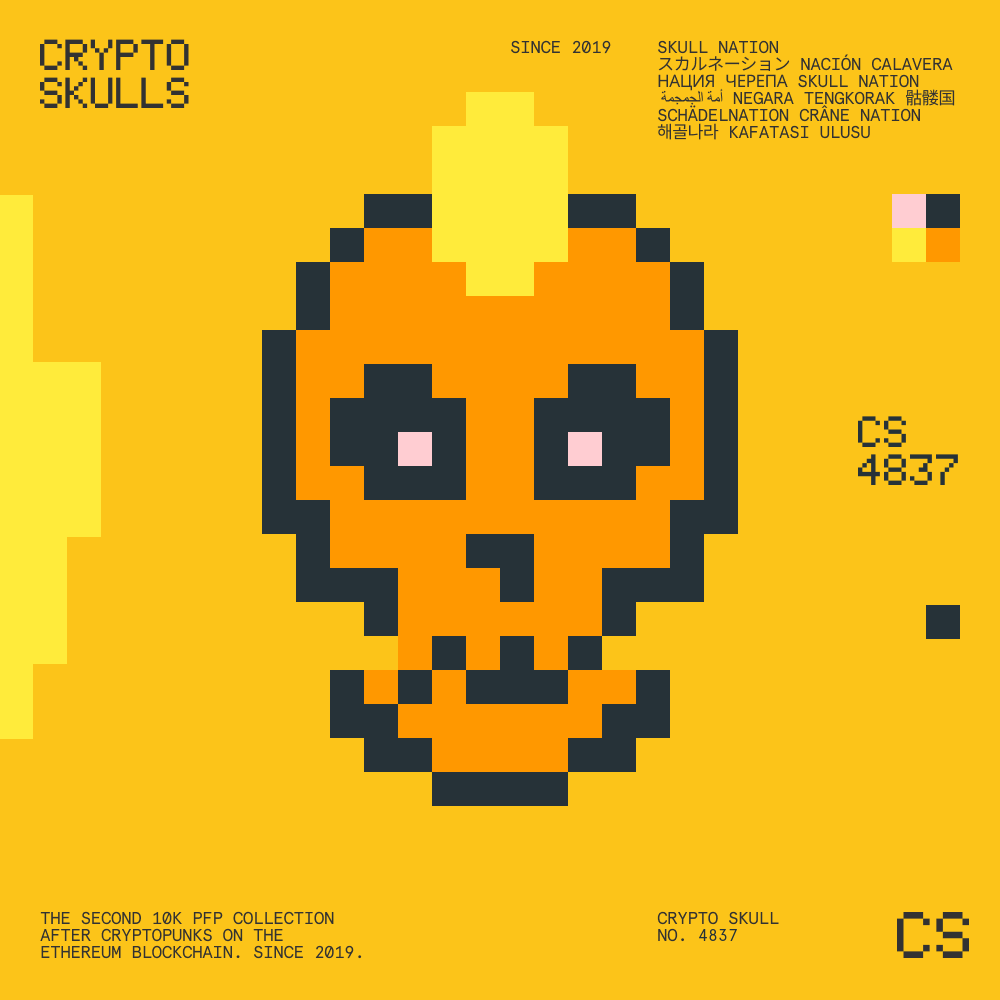 CRYPTO
SKULLS
SINCE 2019
SKULL NATION
スカルネーション NACIÓN CALAVERA
НАЦИЯ ЧЕРЕПА SKULL NATION
أمة الجمجمة NEGARA TENGKORAK 骷髅国
SCHÄDELNATION CRÂNE NATION
해골나라 KAFATASI ULUSU
CS
4837
THE SECOND 10K PFP COLLECTION
AFTER CRYPTOPUNKS ON THE
ETHEREUM BLOCKCHAIN. SINCE 2019.
CRYPTO SKULL
NO. 4837
CS